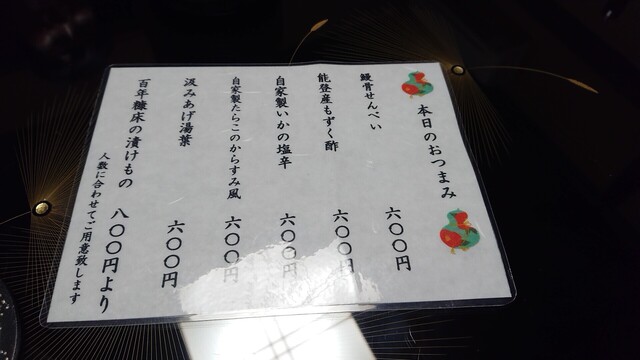 本日のおつまみ
鰻骨せんべい 六〇〇円
能登産もずく酢 六〇〇円
自家製いかの塩辛 六〇〇円
自家製たらこのからすみ風 六〇〇円
汲みあげ湯葉 六〇〇円
百年糠床の漬けもの 八〇〇円より
人数に合わせてご用意致します